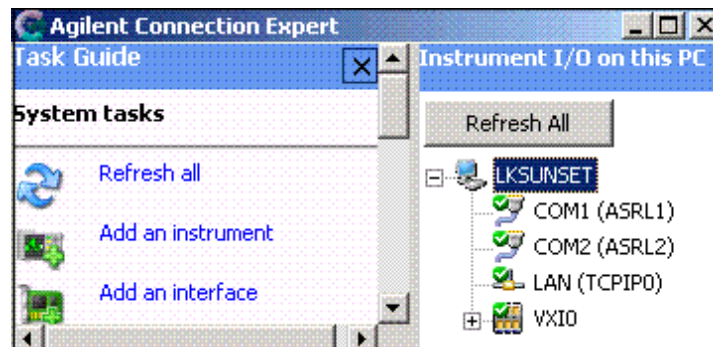 Agilent Connection Expert
Task Guide
System tasks
Refresh all
Add an instrument
Add an interface
Instrument I/O on this PC
Refresh All
LKSUNSET
COM1 (ASRL1)
COM2 (ASRL2)
LAN (TCPIP0)
VXI0